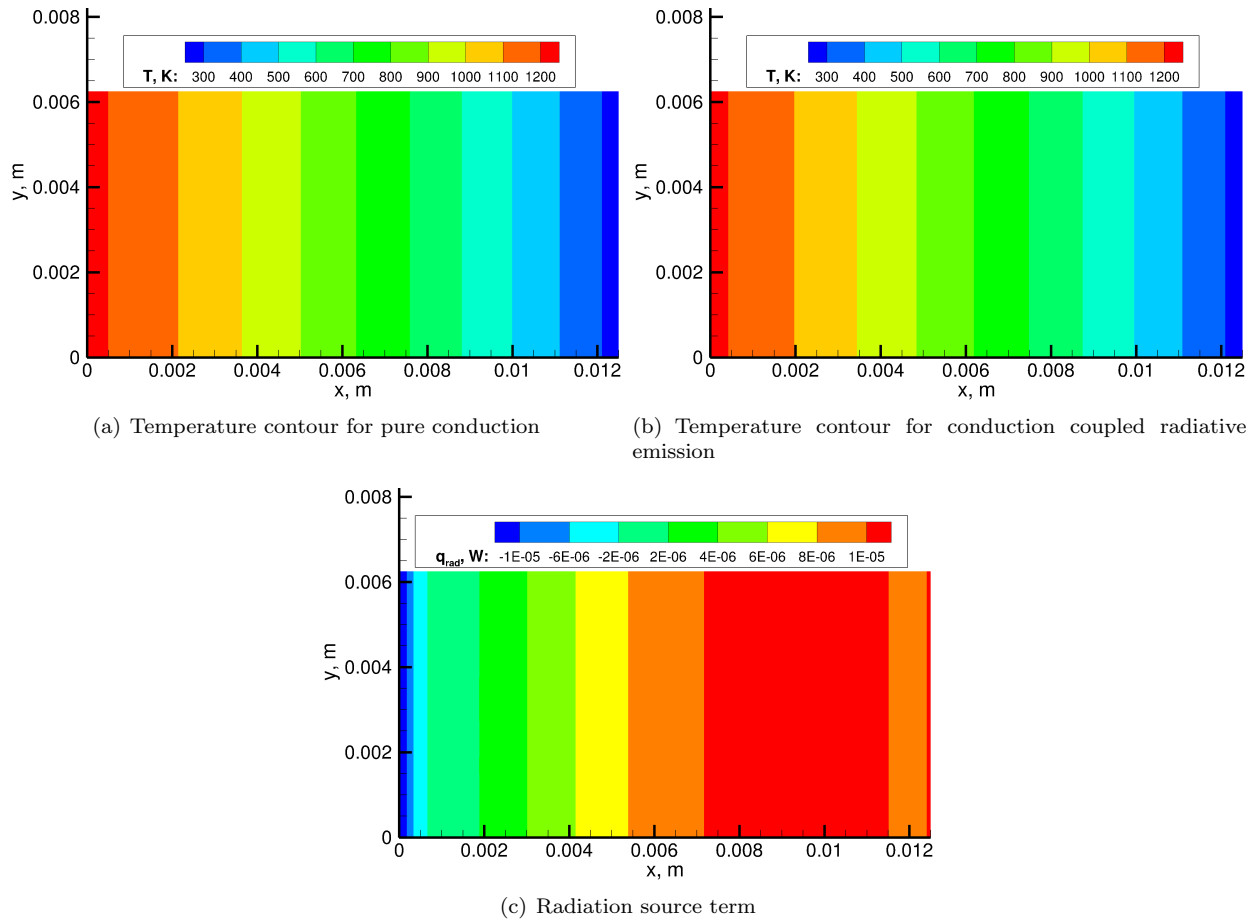 0.008
T, K: 300 400 500 600 700 800 900 1000 1100 1200
0.006
0.004
0.002
0
y, m
0 0.002 0.004 0.006 0.008 0.01 0.012
x, m
(a) Temperature contour for pure conduction
0.008
T, K: 300 400 500 600 700 800 900 1000 1100 1200
0.006
0.004
0.002
0
y, m
0 0.002 0.004 0.006 0.008 0.01 0.012
x, m
(b) Temperature contour for conduction coupled radiative
emission
0.008
q_rad, W: -1E-05 -6E-06 -2E-06 2E-06 4E-06 6E-06 8E-06 1E-05
0.006
0.004
0.002
0
y, m
0 0.002 0.004 0.006 0.008 0.01 0.012
x, m
(c) Radiation source term